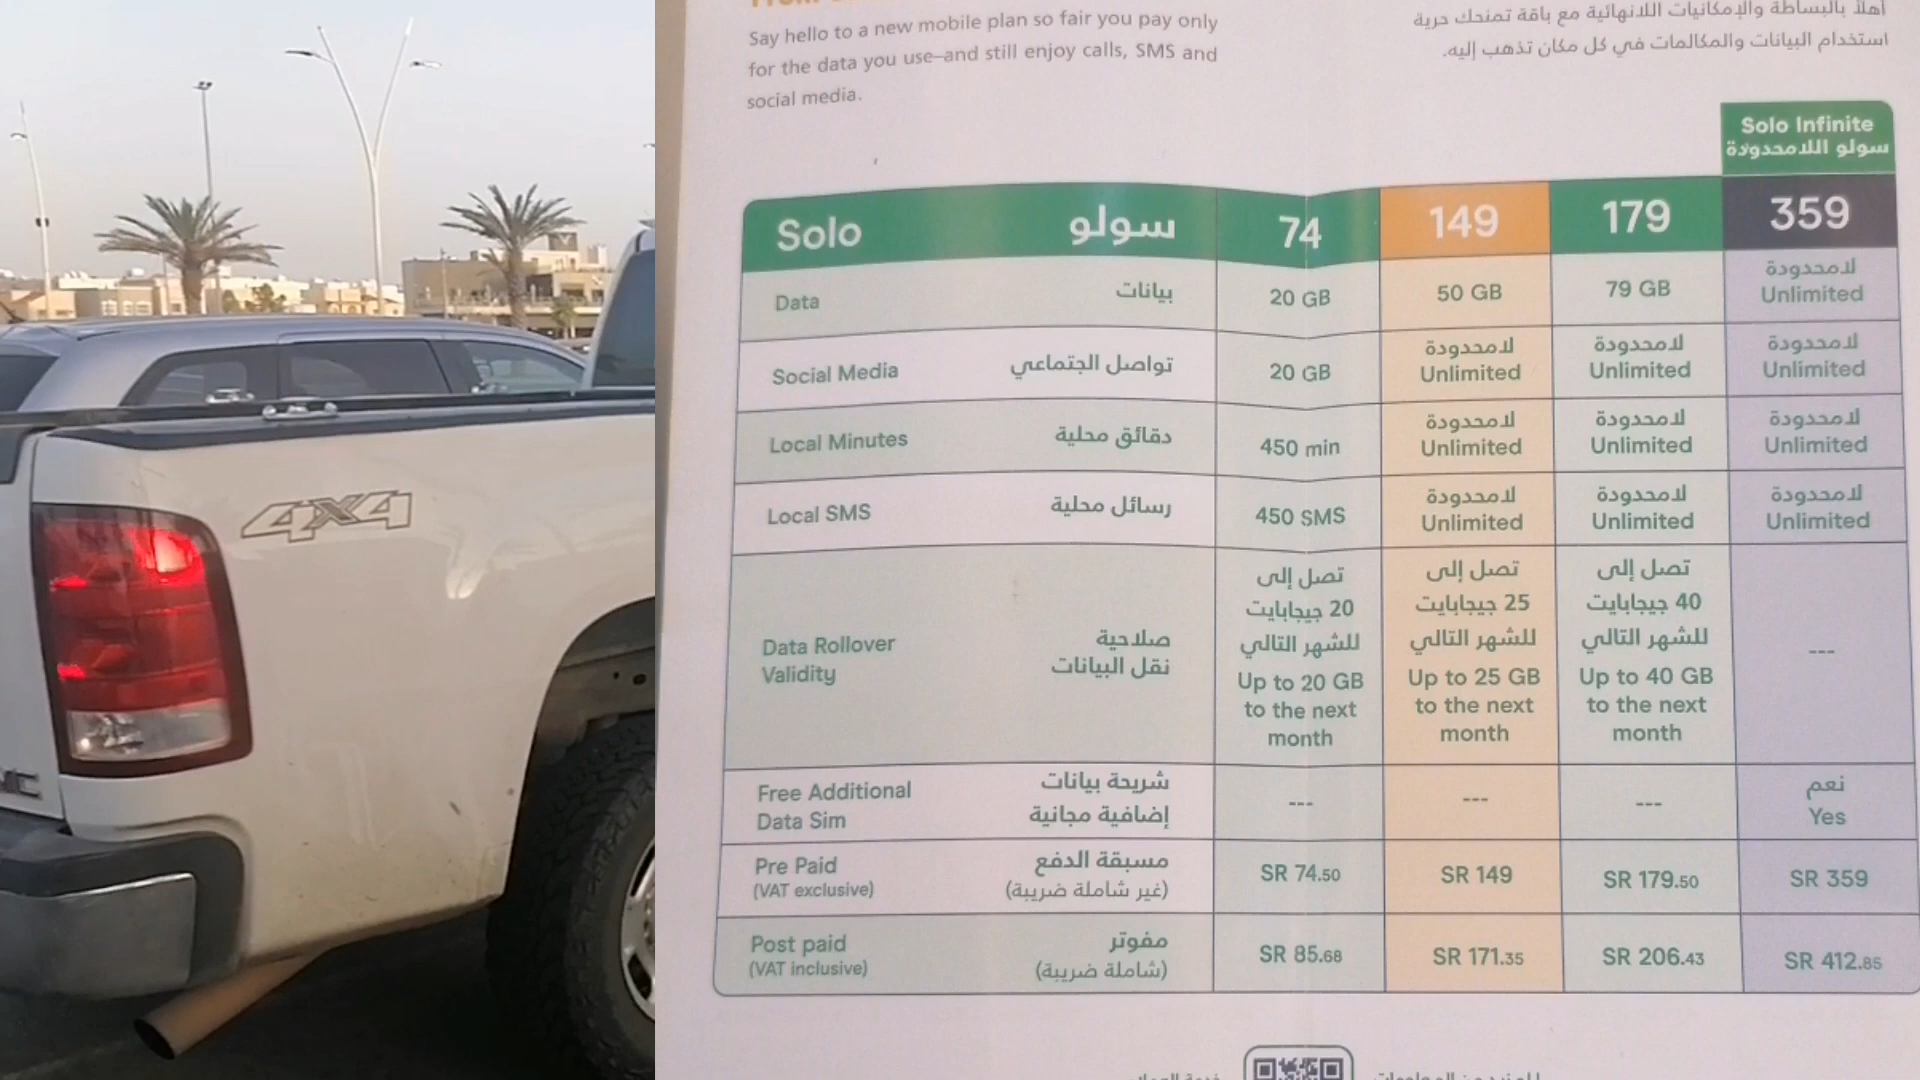 4x4
Say hello to a new mobile plan so fair you pay only
for the data you use–and still enjoy calls, SMS and
social media.
أهلاً بالبساطة والإمكانيات اللانهائية مع باقة تمنحك حرية
استخدام البيانات والمكالمات في كل مكان تذهب إليه.
Solo Infinite
سولو اللامحدودة
Solo سولو 74 149 179 359
Data بيانات 20 GB 50 GB 79 GB لامحدودة
Unlimited
Social Media تواصل اجتماعي 20 GB لامحدودة لامحدودة لامحدودة
Unlimited Unlimited Unlimited
Local Minutes دقائق محلية 450 min لامحدودة لامحدودة لامحدودة
Unlimited Unlimited Unlimited
Local SMS رسائل محلية 450 SMS لامحدودة لامحدودة لامحدودة
Unlimited Unlimited Unlimited
Data Rollover
Validity
صلاحية
نقل البيانات
تصل إلى
20 جيجابايت
للشهر التالي
Up to 20 GB
to the next
month
تصل إلى
25 جيجابايت
للشهر التالي
Up to 25 GB
to the next
month
تصل إلى
40 جيجابايت
للشهر التالي
Up to 40 GB
to the next
month
---
Free Additional
Data Sim
شريحة بيانات
إضافية مجانية
--- --- --- نعم
Yes
Pre Paid
(VAT exclusive)
مسبقة الدفع
(غير شاملة ضريبة)
SR 74.50 SR 149 SR 179.50 SR 359
Post paid
(VAT inclusive)
مفوتر
(شاملة ضريبة)
SR 85.68 SR 171.35 SR 206.43 SR 412.85